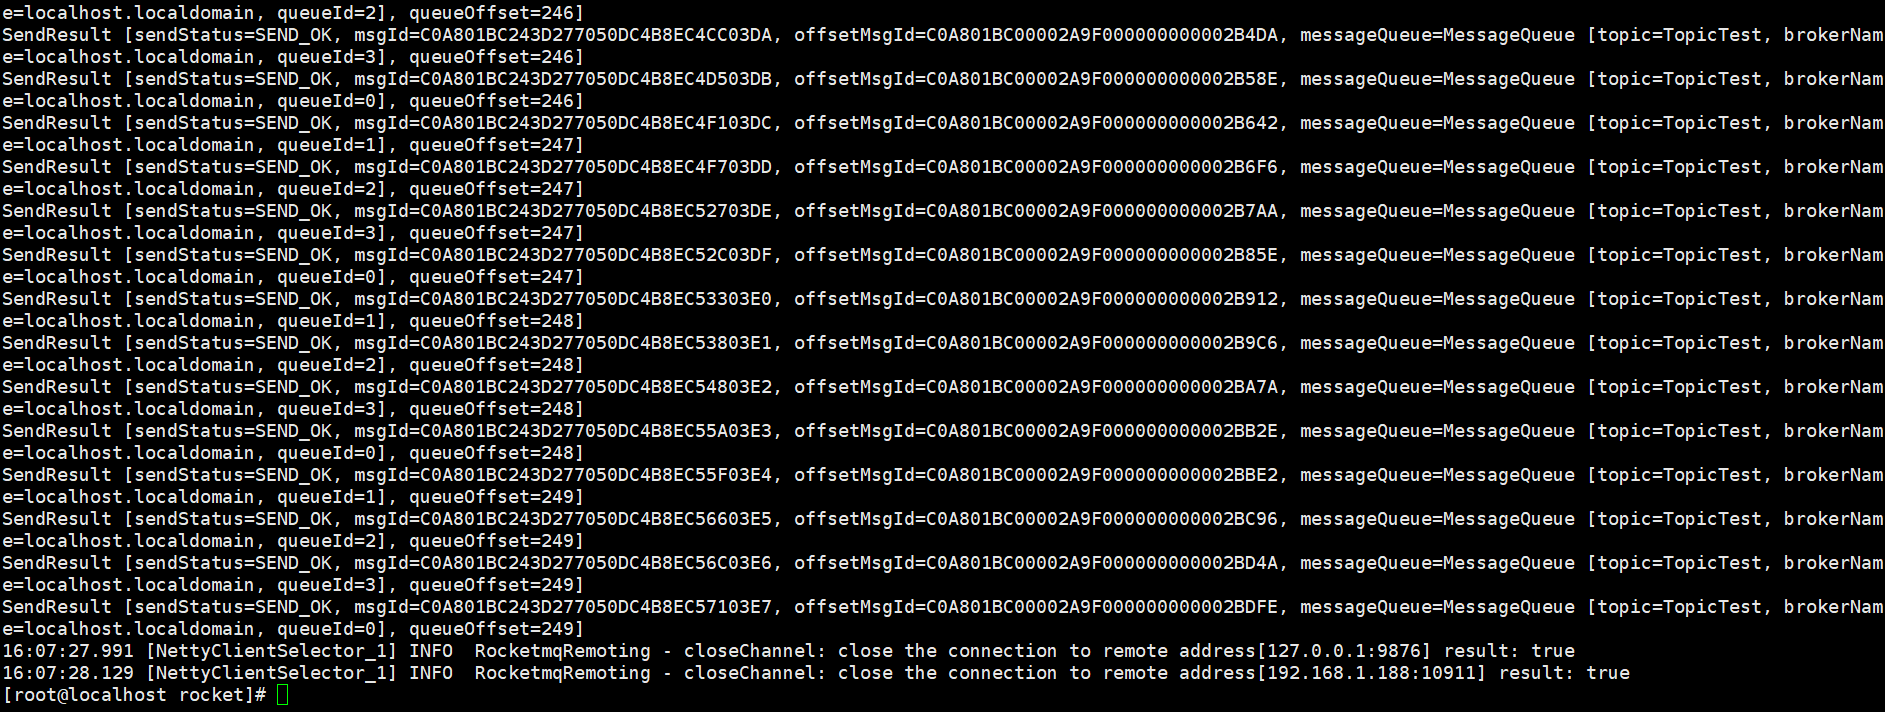 e=localhost.localdomain, queueId=2], queueOffset=246]
SendResult [sendStatus=SEND_OK, msgId=C0A801BC243D277050DC4B8EC4CC03DA, offsetMsgId=C0A801BC00002A9F000000000002B4DA, messageQueue=MessageQueue [topic=TopicTest, brokerNam
e=localhost.localdomain, queueId=3], queueOffset=246]
SendResult [sendStatus=SEND_OK, msgId=C0A801BC243D277050DC4B8EC4D503DB, offsetMsgId=C0A801BC00002A9F000000000002B58E, messageQueue=MessageQueue [topic=TopicTest, brokerNam
e=localhost.localdomain, queueId=0], queueOffset=246]
SendResult [sendStatus=SEND_OK, msgId=C0A801BC243D277050DC4B8EC4F103DC, offsetMsgId=C0A801BC00002A9F000000000002B642, messageQueue=MessageQueue [topic=TopicTest, brokerNam
e=localhost.localdomain, queueId=1], queueOffset=247]
SendResult [sendStatus=SEND_OK, msgId=C0A801BC243D277050DC4B8EC4F703DD, offsetMsgId=C0A801BC00002A9F000000000002B6F6, messageQueue=MessageQueue [topic=TopicTest, brokerNam
e=localhost.localdomain, queueId=2], queueOffset=247]
SendResult [sendStatus=SEND_OK, msgId=C0A801BC243D277050DC4B8EC52703DE, offsetMsgId=C0A801BC00002A9F000000000002B7AA, messageQueue=MessageQueue [topic=TopicTest, brokerNam
e=localhost.localdomain, queueId=3], queueOffset=247]
SendResult [sendStatus=SEND_OK, msgId=C0A801BC243D277050DC4B8EC52C03DF, offsetMsgId=C0A801BC00002A9F000000000002B85E, messageQueue=MessageQueue [topic=TopicTest, brokerNam
e=localhost.localdomain, queueId=0], queueOffset=247]
SendResult [sendStatus=SEND_OK, msgId=C0A801BC243D277050DC4B8EC53303E0, offsetMsgId=C0A801BC00002A9F000000000002B912, messageQueue=MessageQueue [topic=TopicTest, brokerNam
e=localhost.localdomain, queueId=1], queueOffset=248]
SendResult [sendStatus=SEND_OK, msgId=C0A801BC243D277050DC4B8EC53803E1, offsetMsgId=C0A801BC00002A9F000000000002B9C6, messageQueue=MessageQueue [topic=TopicTest, brokerNam
e=localhost.localdomain, queueId=2], queueOffset=248]
SendResult [sendStatus=SEND_OK, msgId=C0A801BC243D277050DC4B8EC54803E2, offsetMsgId=C0A801BC00002A9F000000000002BA7A, messageQueue=MessageQueue [topic=TopicTest, brokerNam
e=localhost.localdomain, queueId=3], queueOffset=248]
SendResult [sendStatus=SEND_OK, msgId=C0A801BC243D277050DC4B8EC55A03E3, offsetMsgId=C0A801BC00002A9F000000000002BB2E, messageQueue=MessageQueue [topic=TopicTest, brokerNam
e=localhost.localdomain, queueId=0], queueOffset=248]
SendResult [sendStatus=SEND_OK, msgId=C0A801BC243D277050DC4B8EC55F03E4, offsetMsgId=C0A801BC00002A9F000000000002BBE2, messageQueue=MessageQueue [topic=TopicTest, brokerNam
e=localhost.localdomain, queueId=1], queueOffset=249]
SendResult [sendStatus=SEND_OK, msgId=C0A801BC243D277050DC4B8EC56603E5, offsetMsgId=C0A801BC00002A9F000000000002BC96, messageQueue=MessageQueue [topic=TopicTest, brokerNam
e=localhost.localdomain, queueId=2], queueOffset=249]
SendResult [sendStatus=SEND_OK, msgId=C0A801BC243D277050DC4B8EC56C03E6, offsetMsgId=C0A801BC00002A9F000000000002BD4A, messageQueue=MessageQueue [topic=TopicTest, brokerNam
e=localhost.localdomain, queueId=3], queueOffset=249]
SendResult [sendStatus=SEND_OK, msgId=C0A801BC243D277050DC4B8EC57103E7, offsetMsgId=C0A801BC00002A9F000000000002BDFE, messageQueue=MessageQueue [topic=TopicTest, brokerNam
e=localhost.localdomain, queueId=0], queueOffset=249]
16:07:27.991 [NettyClientSelector_1] INFO  RocketmqRemoting - closeChannel: close the connection to remote address[127.0.0.1:9876] result: true
16:07:28.129 [NettyClientSelector_1] INFO  RocketmqRemoting - closeChannel: close the connection to remote address[192.168.1.188:10911] result: true
[root@localhost rocket]#